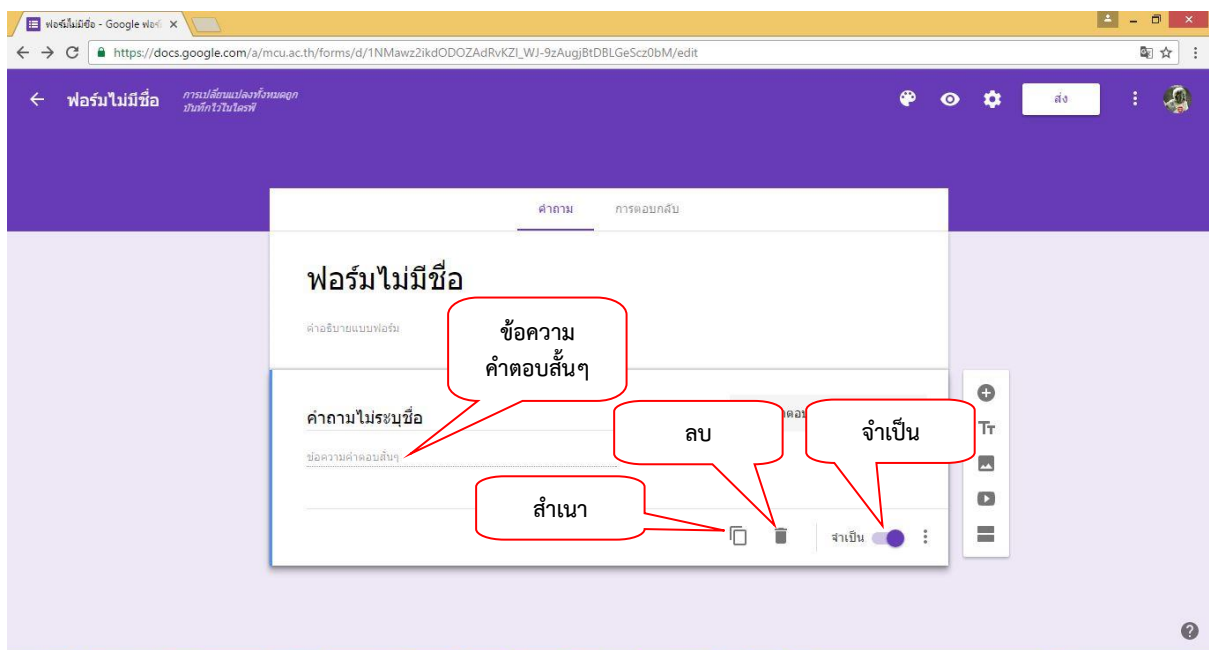 ฟอร์มไม่มีชื่อ - Google ฟอร์
https://docs.google.com/a/mcu.ac.th/forms/d/1NMawz2ikdODOZAdRvKZI_WJ-9zAugjBtDBLGeScz0bM/edit
ฟอร์มไม่มีชื่อ
การเปลี่ยนแปลงทั้งหมดถูก
บันทึกไว้ในไดรฟ์
ส่ง
คำถาม การตอบกลับ
ฟอร์มไม่มีชื่อ
คำอธิบายแบบฟอร์ม
ข้อความ
คำตอบสั้นๆ
คำถามไม่ระบุชื่อ
ข้อความคำตอบสั้นๆ
ลบ
จำเป็น
Tт
สำเนา
จำเป็น